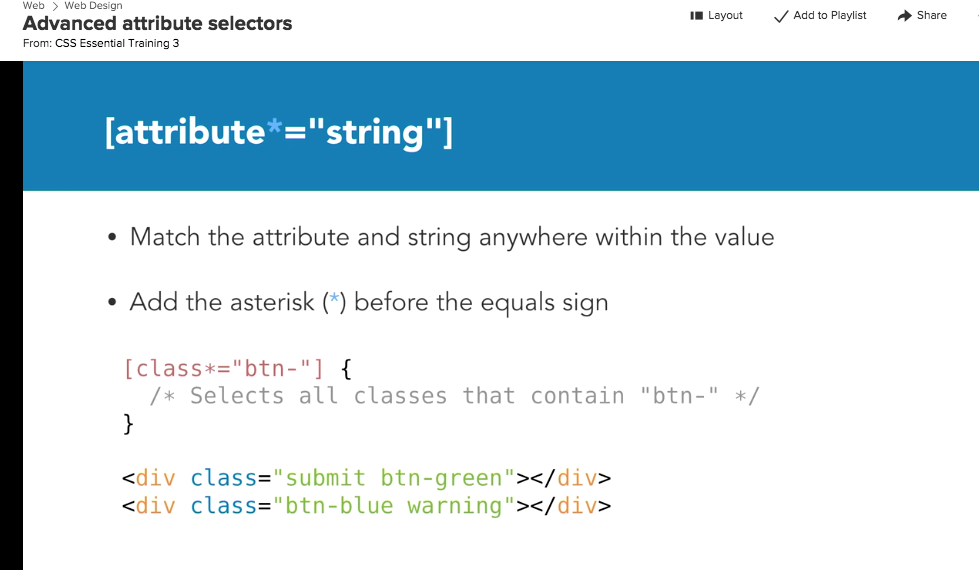 Web > Web Design
Advanced attribute selectors
From: CSS Essential Training 3
Layout
Add to Playlist
Share
[attribute*="string"]
• Match the attribute and string anywhere within the value
• Add the asterisk (*) before the equals sign
[class*="btn-"] {
/* Selects all classes that contain "btn-" */
}
<div class="submit btn-green"></div>
<div class="btn-blue warning"></div>